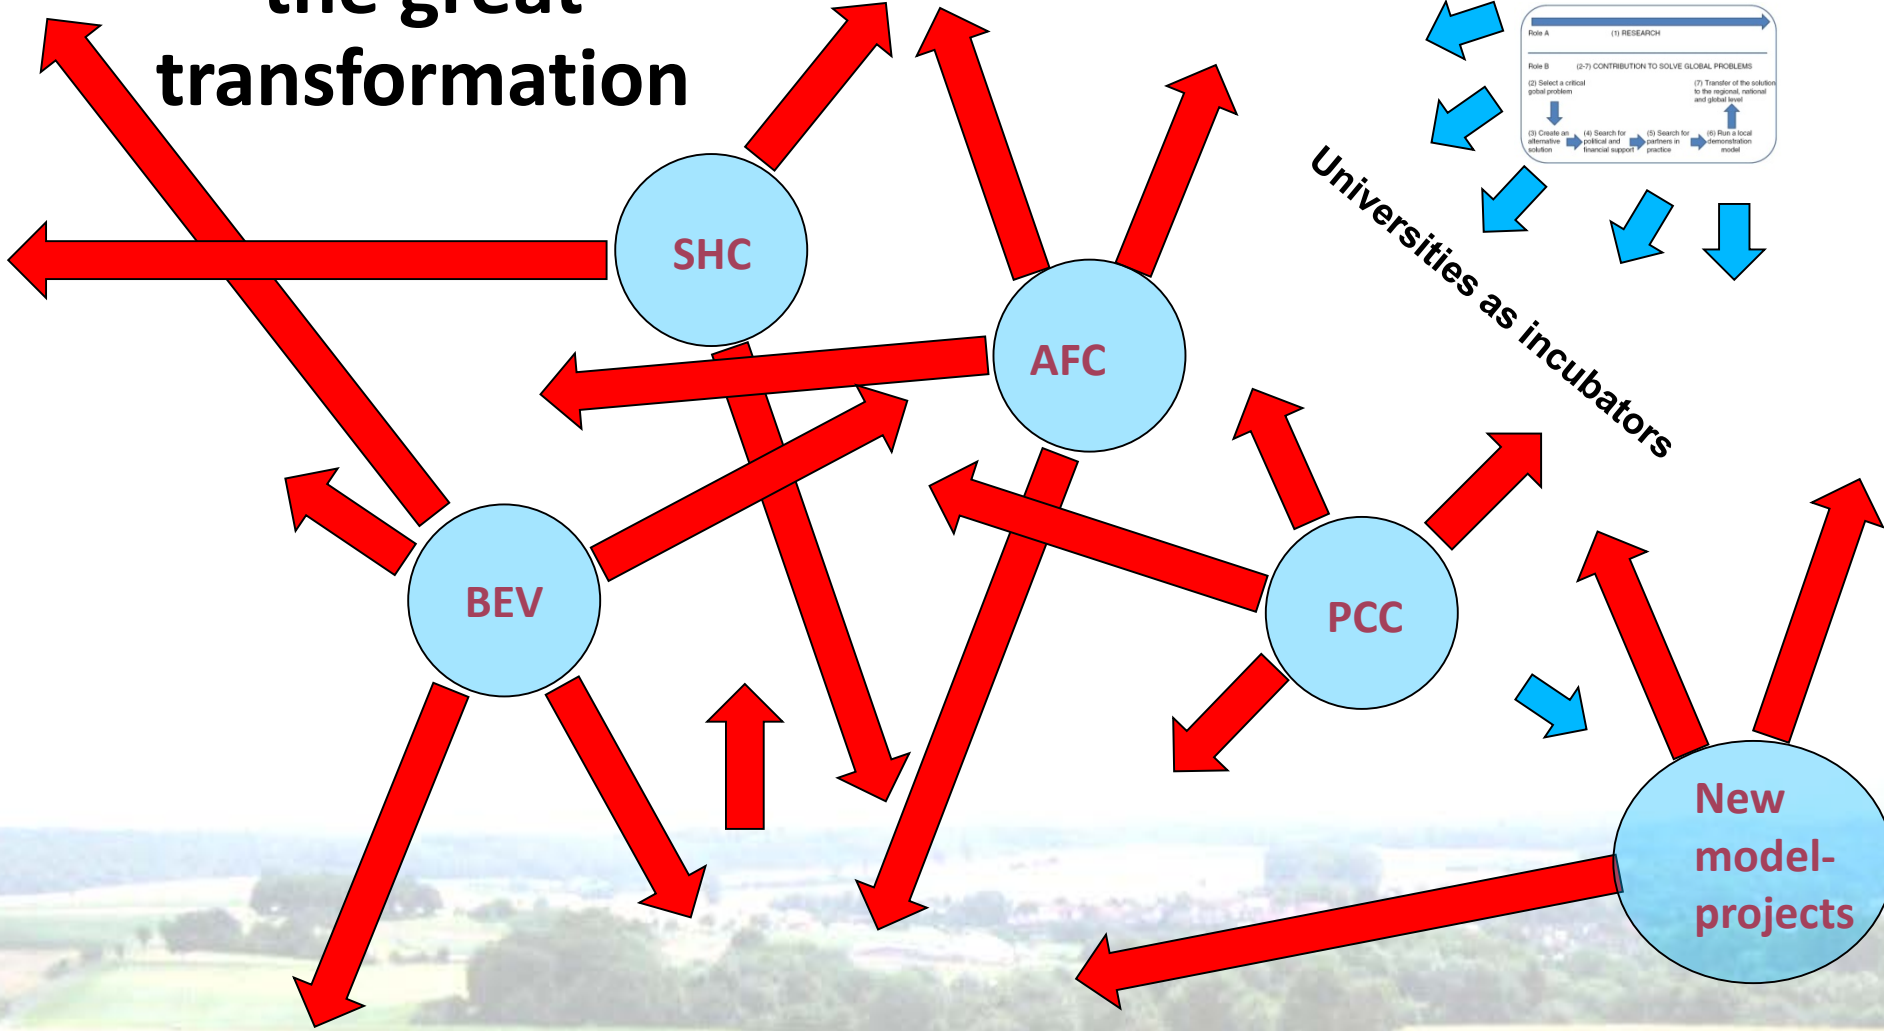 the great
transformation
Role A (1) RESEARCH
Role B (2-7) CONTRIBUTION TO SOLVE GLOBAL PROBLEMS
(2) Select a critical
gobal problem
(7) Transfer of the solution
to the regional, national
and global level
(3) Create an
alternative
solution
(4) Search for
political and
financial support
(5) Search for
partners in
practice
(6) Run a local
demonstration
model
Universities as incubators
SHC
AFC
BEV
PCC
New
model-
projects